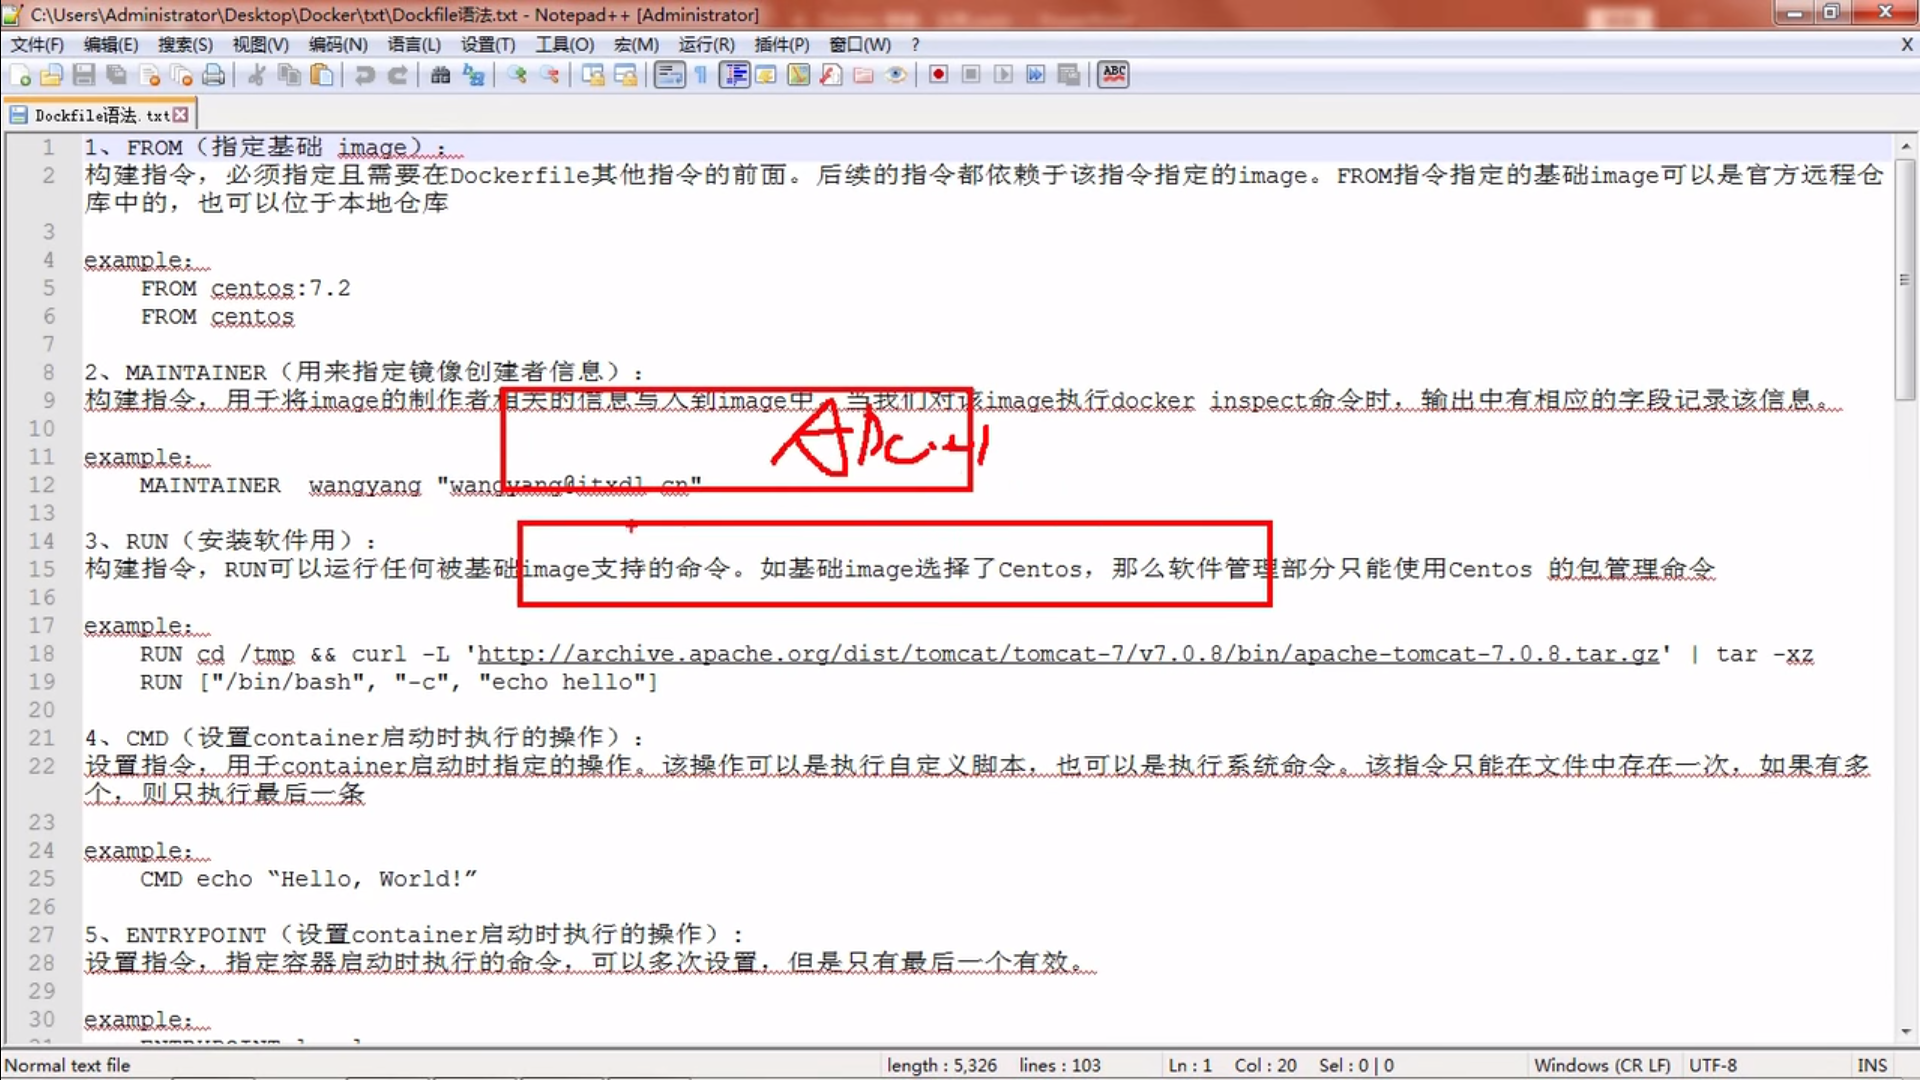 C:\Users\Administrator\Desktop\Docker\txt\Dockfile语法.txt - Notepad++ [Administrator]
文件(F) 编辑(E) 搜索(S) 视图(V) 编码(N) 语言(L) 设置(T) 工具(O) 宏(M) 运行(R) 插件(P) 窗口(W) ? X
ABC
Dockfile语法.txt
1 1、FROM（指定基础 image）：
2 构建指令，必须指定且需要在Dockerfile其他指令的前面。后续的指令都依赖于该指令指定的image。FROM指令指定的基础image可以是官方远程仓
库中的，也可以位于本地仓库
3
4 example：
5 FROM centos:7.2
6 FROM centos
7
8 2、MAINTAINER（用来指定镜像创建者信息）：
9 构建指令，用于将image的制作者相关的信息写入到image中。当我们对该image执行docker inspect命令时，输出中有相应的字段记录该信息。
10
11 example：
12 MAINTAINER wangyang "wangyang@itxdl.cn"
13
14 3、RUN（安装软件用）：
15 构建指令，RUN可以运行任何被基础image支持的命令。如基础image选择了Centos，那么软件管理部分只能使用Centos 的包管理命令
16
17 example：
18 RUN cd /tmp && curl -L 'http://archive.apache.org/dist/tomcat/tomcat-7/v7.0.8/bin/apache-tomcat-7.0.8.tar.gz' | tar -xz
19 RUN ["/bin/bash", "-c", "echo hello"]
20
21 4、CMD（设置container启动时执行的操作）：
22 设置指令，用于container启动时指定的操作。该操作可以是执行自定义脚本，也可以是执行系统命令。该指令只能在文件中存在一次，如果有多
个，则只执行最后一条
23
24 example：
25 CMD echo “Hello, World!”
26
27 5、ENTRYPOINT（设置container启动时执行的操作）：
28 设置指令，指定容器启动时执行的命令，可以多次设置，但是只有最后一个有效。
29
30 example：
Normal text file length : 5,326 lines : 103 Ln : 1 Col : 20 Sel : 0 | 0 Windows (CR LF) UTF-8 INS